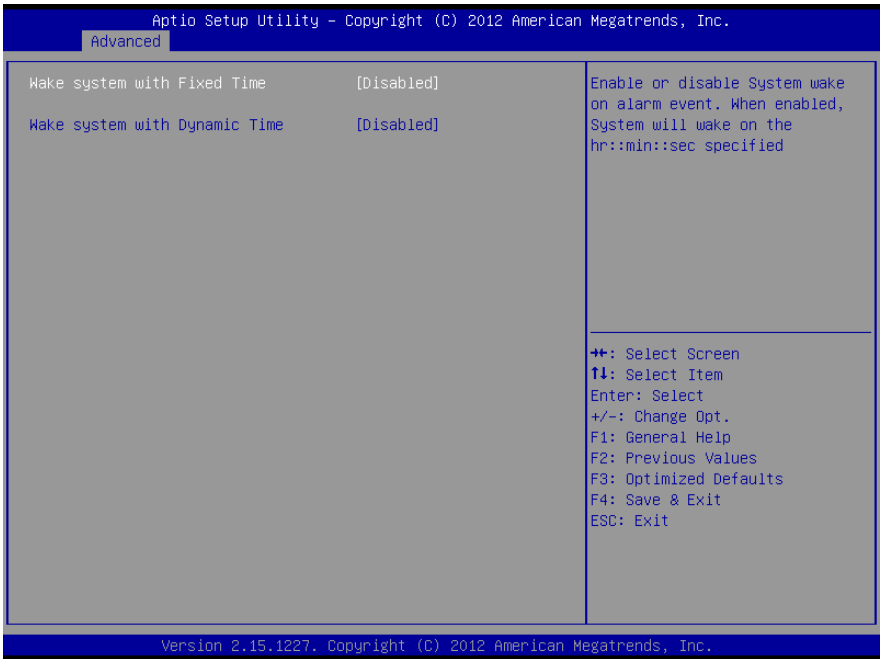 Aptio Setup Utility – Copyright (C) 2012 American Megatrends, Inc.
Advanced
Wake system with Fixed Time [Disabled]
Wake system with Dynamic Time [Disabled]
Enable or disable System wake
on alarm event. When enabled,
System will wake on the
hr::min::sec specified
→←: Select Screen
↑↓: Select Item
Enter: Select
+/-: Change Opt.
F1: General Help
F2: Previous Values
F3: Optimized Defaults
F4: Save & Exit
ESC: Exit
Version 2.15.1227. Copyright (C) 2012 American Megatrends, Inc.